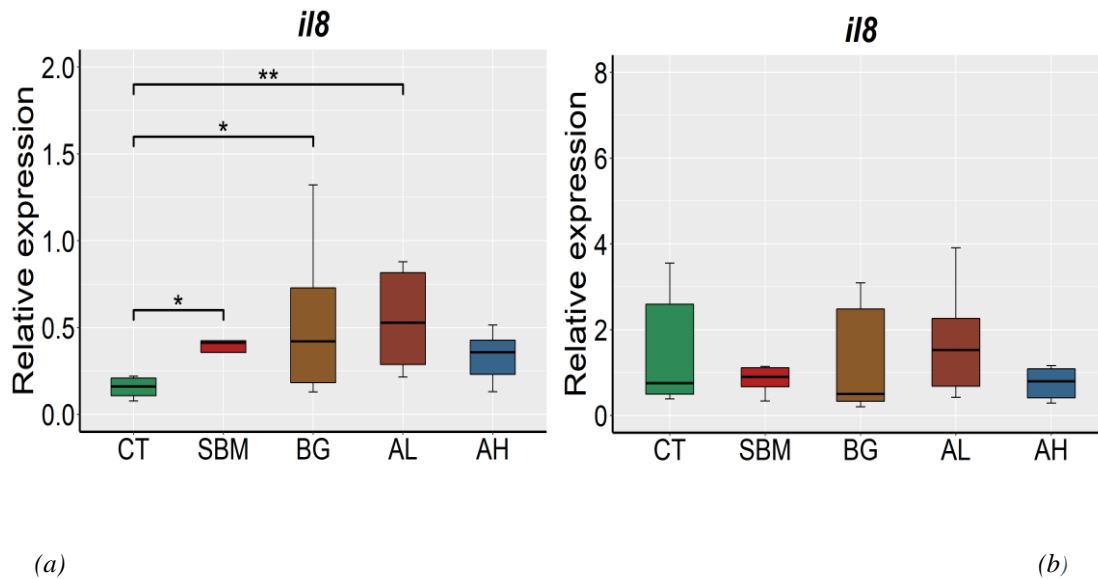 il8
Relative expression
2.0
1.5
1.0
0.5
0.0
**
*
*
CT SBM BG AL AH
(a)
il8
Relative expression
8
6
4
2
0
CT SBM BG AL AH
(b)